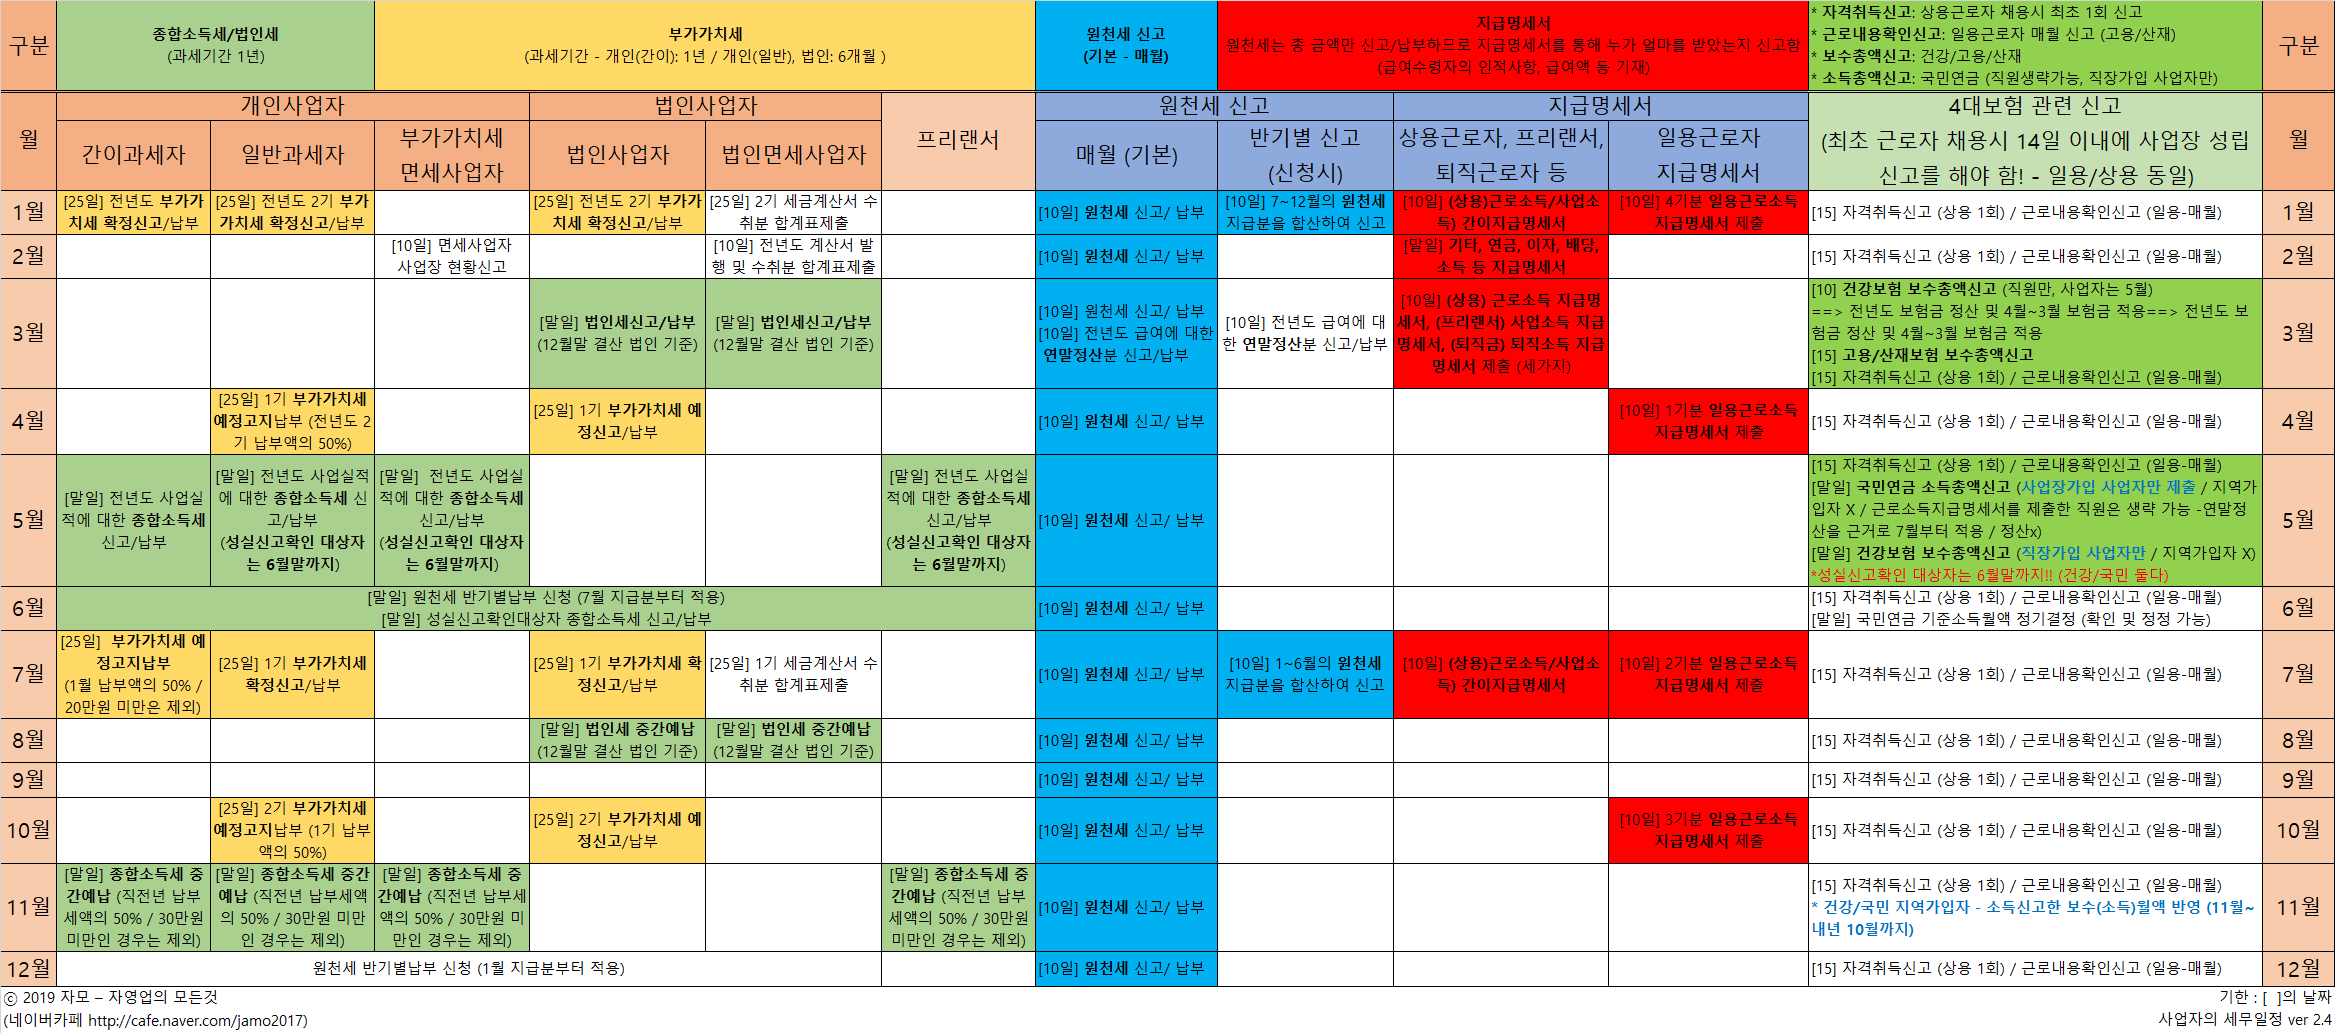 구분
종합소득세/법인세
(과세기간 1년)
부가가치세
(과세기간 - 개인(간이): 1년 / 개인(일반), 법인: 6개월 )
원천세 신고
(기본 - 매월)
지급명세서
원천세는 총 금액만 신고/납부하므로 지급명세서를 통해 누가 얼마를 받았는지 신고함
(급여수령자의 인적사항, 급여액 등 기재)
* 자격취득신고: 상용근로자 채용시 최초 1회 신고
* 근로내용확인신고: 일용근로자 매월 신고 (고용/산재)
* 보수총액신고: 건강/고용/산재
* 소득총액신고: 국민연금 (직원생략가능, 직장가입 사업자만)
구분
월
개인사업자
법인사업자
프리랜서
원천세 신고
지급명세서
4대보험 관련 신고
(최초 근로자 채용시 14일 이내에 사업장 성립
신고를 해야 함! - 일용/상용 동일)
월
간이과세자
일반과세자
부가가치세
면세사업자
법인사업자
법인면세사업자
매월 (기본)
반기별 신고
(신청시)
상용근로자, 프리랜서,
퇴직근로자 등
일용근로자
지급명세서
1월
[25일] 전년도 부가가
치세 확정신고/납부
[25일] 전년도 2기 부가
가치세 확정신고/납부
[25일] 전년도 2기 부가가
치세 확정신고/납부
[25일] 2기 세금계산서 수
취분 합계표제출
[10일] 원천세 신고/ 납부
[10일] 7~12월의 원천세
지급분을 합산하여 신고
[10일] (상용)근로소득/사업소
득) 간이지급명세서
[10일] 4기분 일용근로소득
지급명세서 제출
[15] 자격취득신고 (상용 1회) / 근로내용확인신고 (일용-매월)
1월
2월
[10일] 면세사업자
사업장 현황신고
[10일] 전년도 계산서 발
행 및 수취분 합계표제출
[10일] 원천세 신고/ 납부
[말일] 기타, 연금, 이자, 배당,
소득 등 지급명세서
[15] 자격취득신고 (상용 1회) / 근로내용확인신고 (일용-매월)
2월
3월
[말일] 법인세신고/납부
(12월말 결산 법인 기준)
[말일] 법인세신고/납부
(12월말 결산 법인 기준)
[10일] 원천세 신고/ 납부
[10일] 전년도 급여에 대한
연말정산분 신고/납부
[10일] 전년도 급여에 대
한 연말정산분 신고/납부
[10일] (상용) 근로소득 지급명
세서, (프리랜서) 사업소득 지급
명세서, (퇴직금) 퇴직소득 지급
명세서 제출 (세가지)
[10] 건강보험 보수총액신고 (직원만, 사업자는 5월)
==> 전년도 보험금 정산 및 4월~3월 보험금 적용==> 전년도 보
험금 정산 및 4월~3월 보험금 적용
[15] 고용/산재보험 보수총액신고
[15] 자격취득신고 (상용 1회) / 근로내용확인신고 (일용-매월)
3월
4월
[25일] 1기 부가가치세
예정고지납부 (전년도 2
기 납부액의 50%)
[25일] 1기 부가가치세 예
정신고/납부
[10일] 원천세 신고/ 납부
[10일] 1기분 일용근로소득
지급명세서 제출
[15] 자격취득신고 (상용 1회) / 근로내용확인신고 (일용-매월)
4월
5월
[말일] 전년도 사업실
적에 대한 종합소득세
신고/납부
[말일] 전년도 사업실적
에 대한 종합소득세 신
고/납부
(성실신고확인 대상자
는 6월말까지)
[말일]  전년도 사업실
적에 대한 종합소득세
신고/납부
(성실신고확인 대상자
는 6월말까지)
[말일] 전년도 사업실
적에 대한 종합소득세
신고/납부
(성실신고확인 대상자
는 6월말까지)
[10일] 원천세 신고/ 납부
[15] 자격취득신고 (상용 1회) / 근로내용확인신고 (일용-매월)
[말일] 국민연금 소득총액신고 (사업장가입 사업자만 제출 / 지역가
입자 X / 근로소득지급명세서를 제출한 직원은 생략 가능 -연말정
산을 근거로 7월부터 적용 / 정산x)
[말일] 건강보험 보수총액신고 (직장가입 사업자만 / 지역가입자 X)
*성실신고확인 대상자는 6월말까지!! (건강/국민 둘다)
5월
6월
[말일] 원천세 반기별납부 신청 (7월 지급분부터 적용)
[말일] 성실신고확인대상자 종합소득세 신고/납부
[10일] 원천세 신고/ 납부
[15] 자격취득신고 (상용 1회) / 근로내용확인신고 (일용-매월)
[말일] 국민연금 기준소득월액 정기결정 (확인 및 정정 가능)
6월
7월
[25일]  부가가치세 예
정고지납부
(1월 납부액의 50% /
20만원 미만은 제외)
[25일] 1기 부가가치세
확정신고/납부
[25일] 1기 부가가치세 확
정신고/납부
[25일] 1기 세금계산서 수
취분 합계표제출
[10일] 원천세 신고/ 납부
[10일] 1~6월의 원천세
지급분을 합산하여 신고
[10일] (상용)근로소득/사업소
득) 간이지급명세서
[10일] 2기분 일용근로소득
지급명세서 제출
[15] 자격취득신고 (상용 1회) / 근로내용확인신고 (일용-매월)
7월
8월
[말일] 법인세 중간예납
(12월말 결산 법인 기준)
[말일] 법인세 중간예납
(12월말 결산 법인 기준)
[10일] 원천세 신고/ 납부
[15] 자격취득신고 (상용 1회) / 근로내용확인신고 (일용-매월)
8월
9월
[10일] 원천세 신고/ 납부
[15] 자격취득신고 (상용 1회) / 근로내용확인신고 (일용-매월)
9월
10월
[25일] 2기 부가가치세
예정고지납부 (1기 납부
액의 50%)
[25일] 2기 부가가치세 예
정신고/납부
[10일] 원천세 신고/ 납부
[10일] 3기분 일용근로소득
지급명세서 제출
[15] 자격취득신고 (상용 1회) / 근로내용확인신고 (일용-매월)
10월
11월
[말일] 종합소득세 중
간예납 (직전년 납부
세액의 50% / 30만원
미만인 경우는 제외)
[말일] 종합소득세 중간
예납 (직전년 납부세액
의 50% / 30만원 미만
인 경우는 제외)
[말일] 종합소득세 중
간예납 (직전년 납부세
액의 50% / 30만원 미
만인 경우는 제외)
[말일] 종합소득세 중
간예납 (직전년 납부
세액의 50% / 30만원
미만인 경우는 제외)
[10일] 원천세 신고/ 납부
[15] 자격취득신고 (상용 1회) / 근로내용확인신고 (일용-매월)
* 건강/국민 지역가입자 - 소득신고한 보수(소득)월액 반영 (11월~
내년 10월까지)
11월
12월
원천세 반기별납부 신청 (1월 지급분부터 적용)
[10일] 원천세 신고/ 납부
[15] 자격취득신고 (상용 1회) / 근로내용확인신고 (일용-매월)
12월
ⓒ 2019 자모 – 자영업의 모든것
기한 : [  ]의 날짜
(네이버카페 http://cafe.naver.com/jamo2017)
사업자의 세무일정 ver 2.4